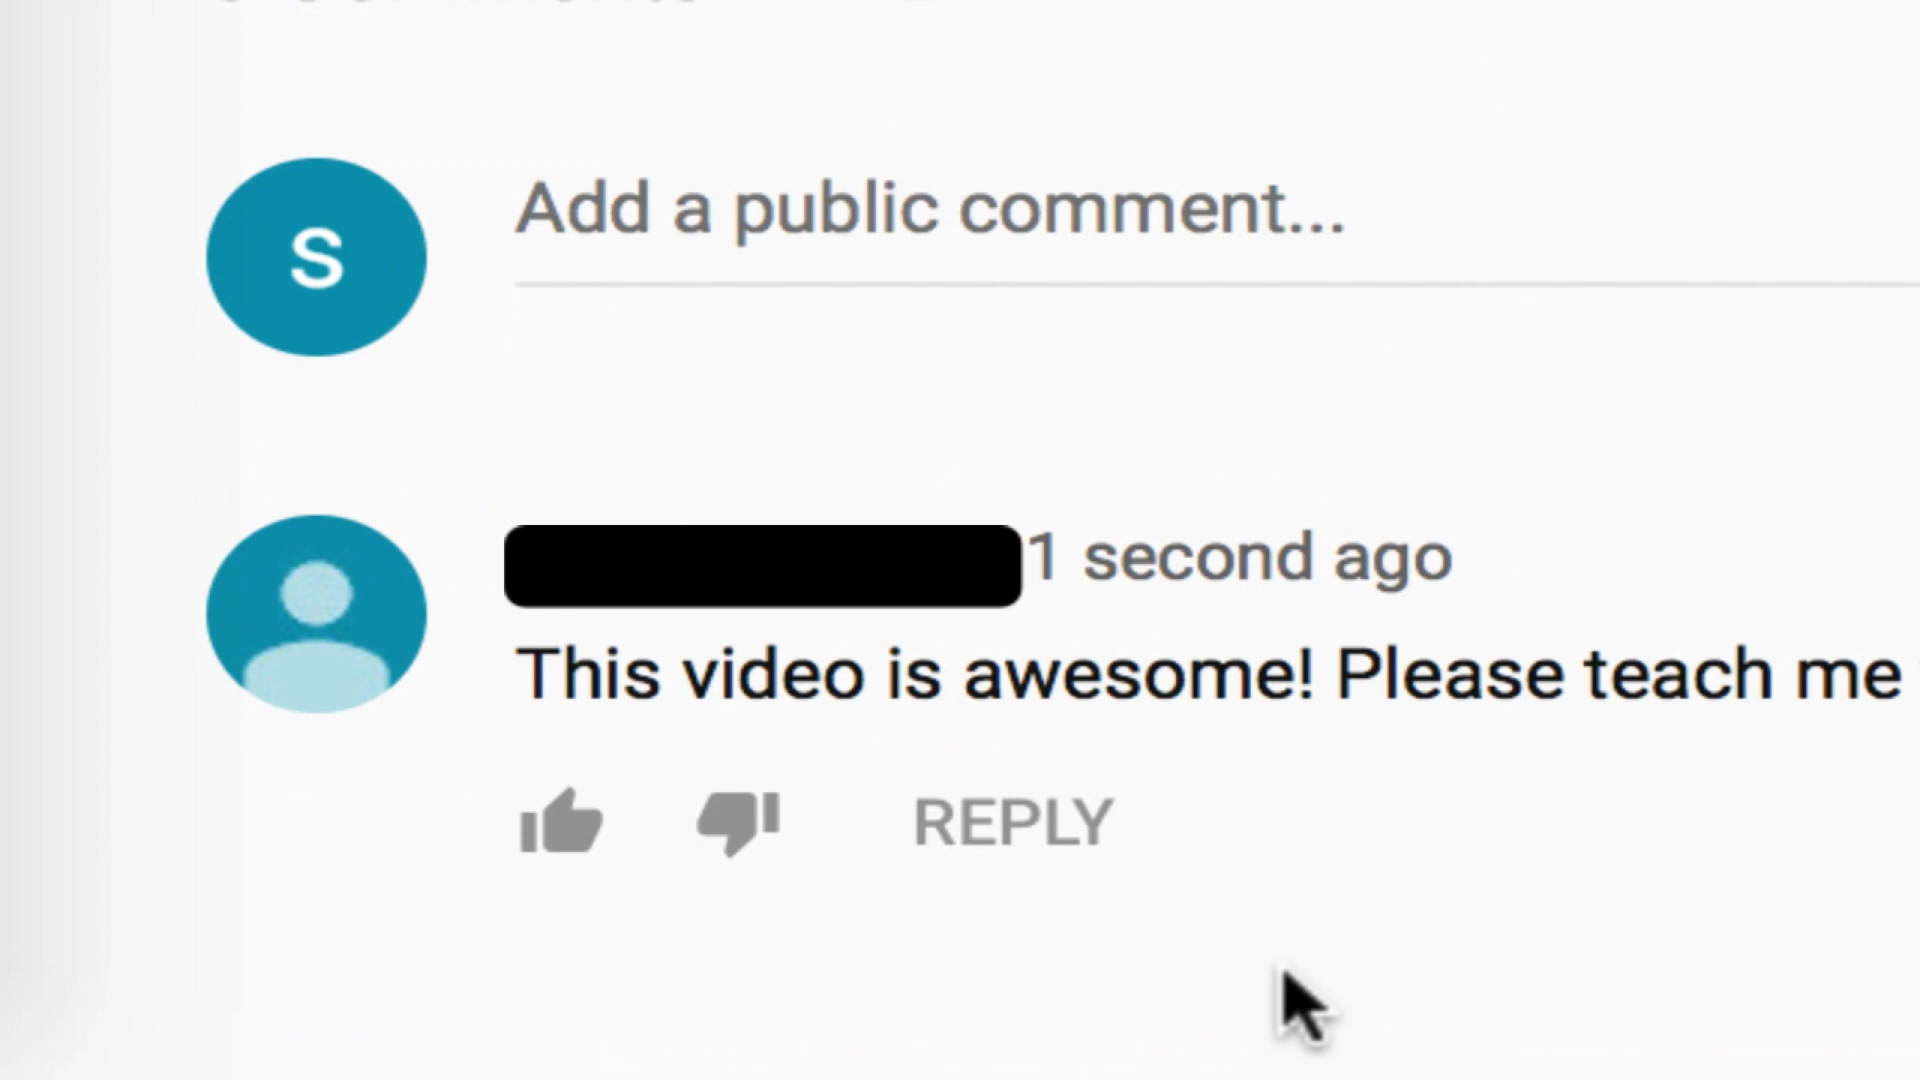 S
Add a public comment...
1 second ago
This video is awesome! Please teach me
REPLY